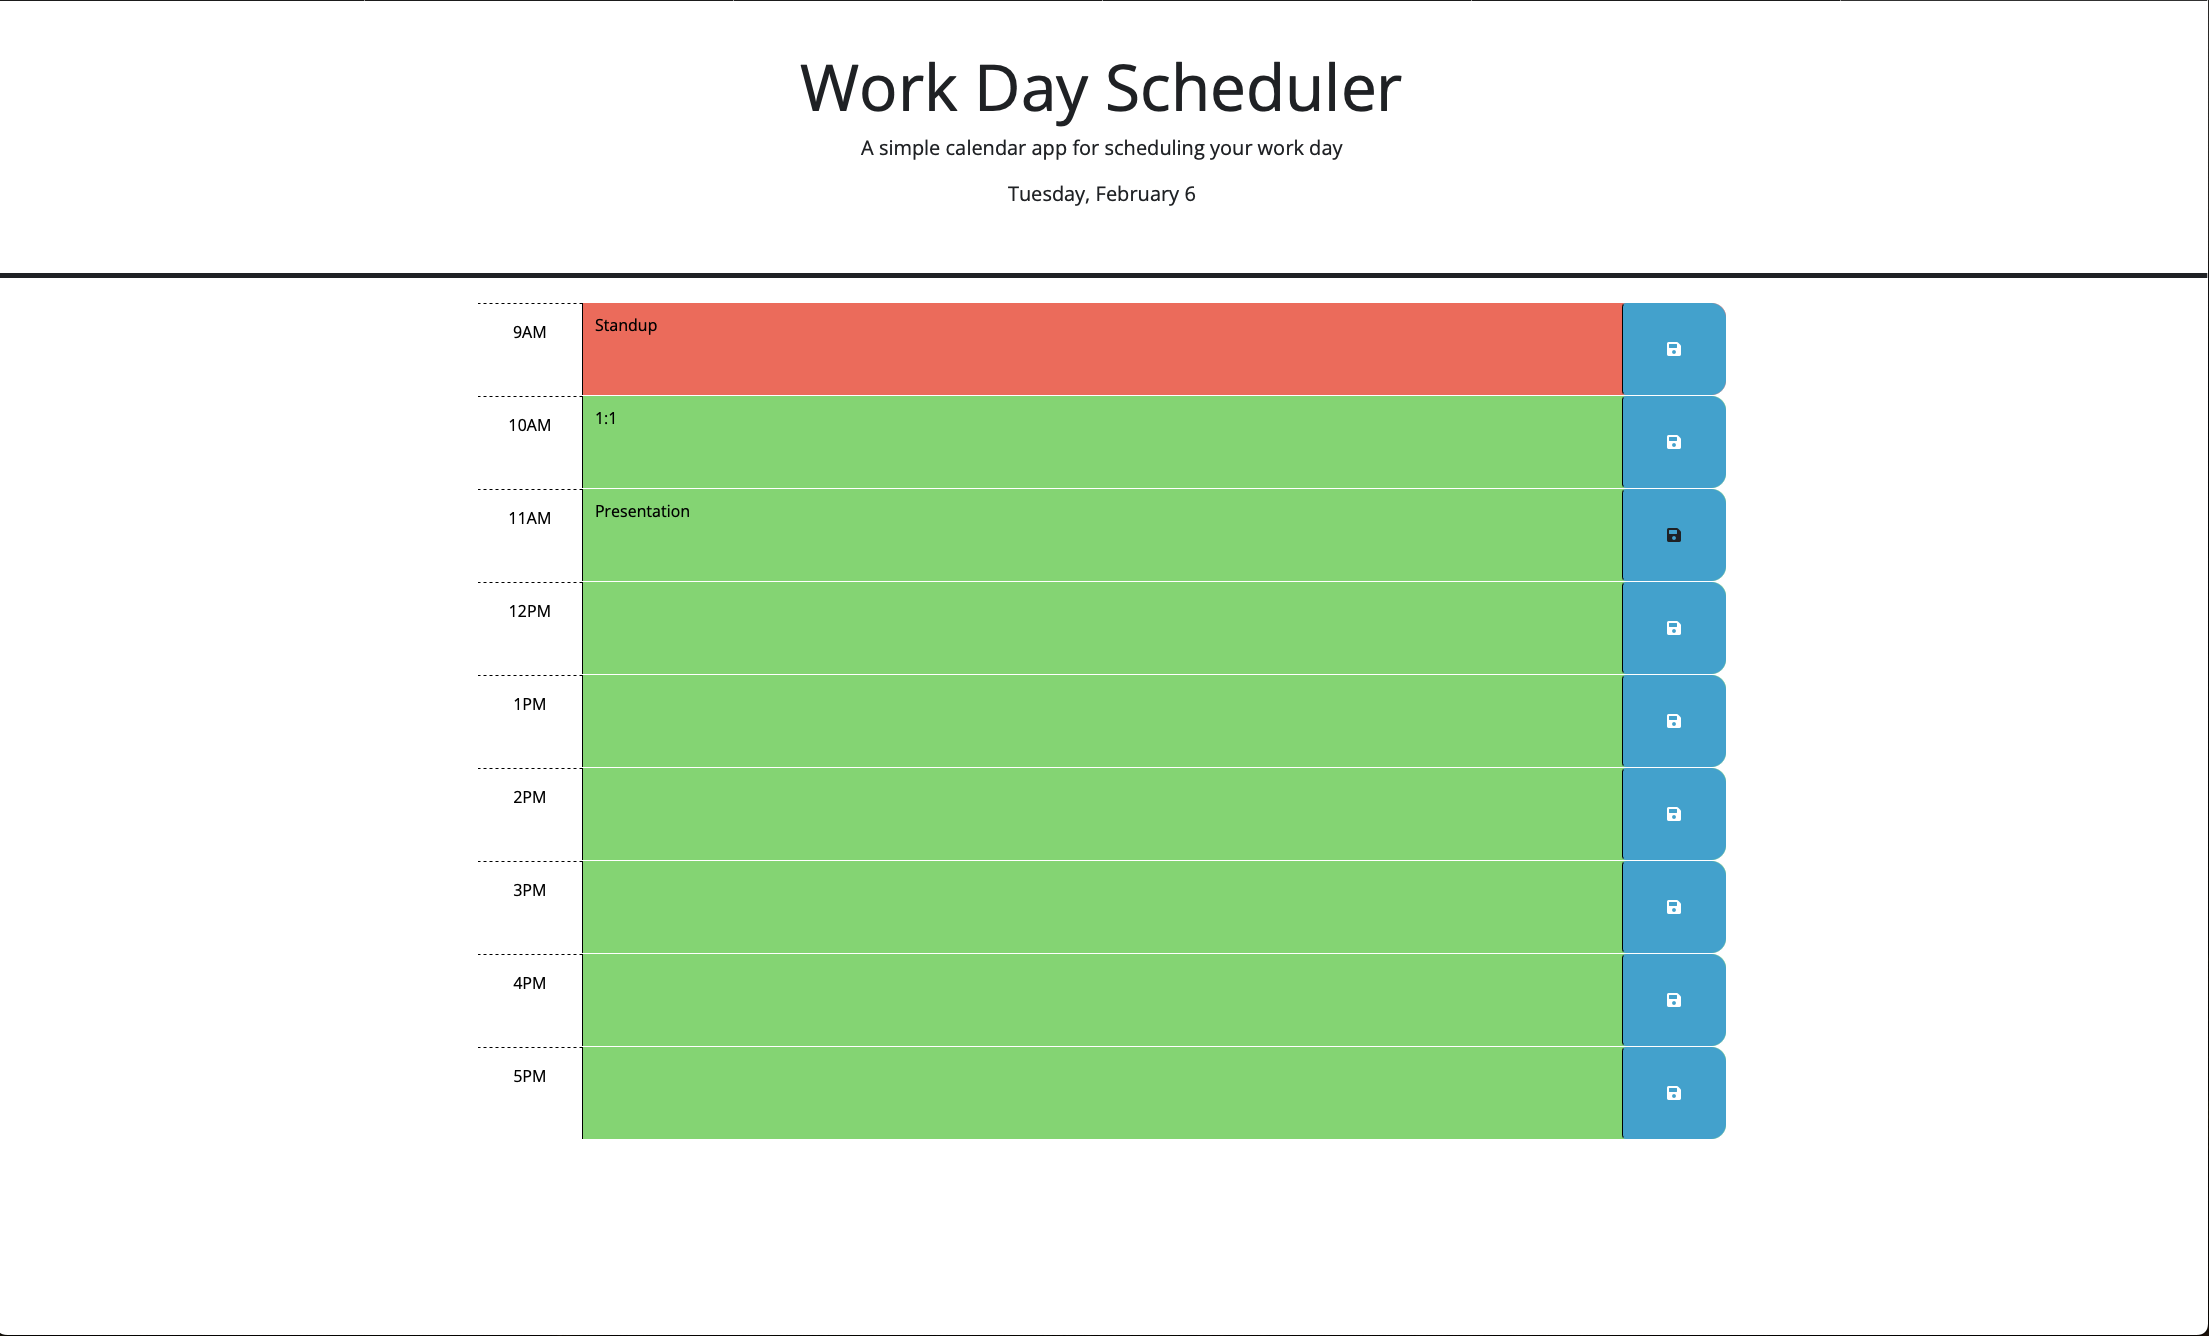 Work Day Scheduler
A simple calendar app for scheduling your work day
Tuesday, February 6
9AM
Standup
10AM
1:1
11AM
Presentation
12PM
1PM
2PM
3PM
4PM
5PM